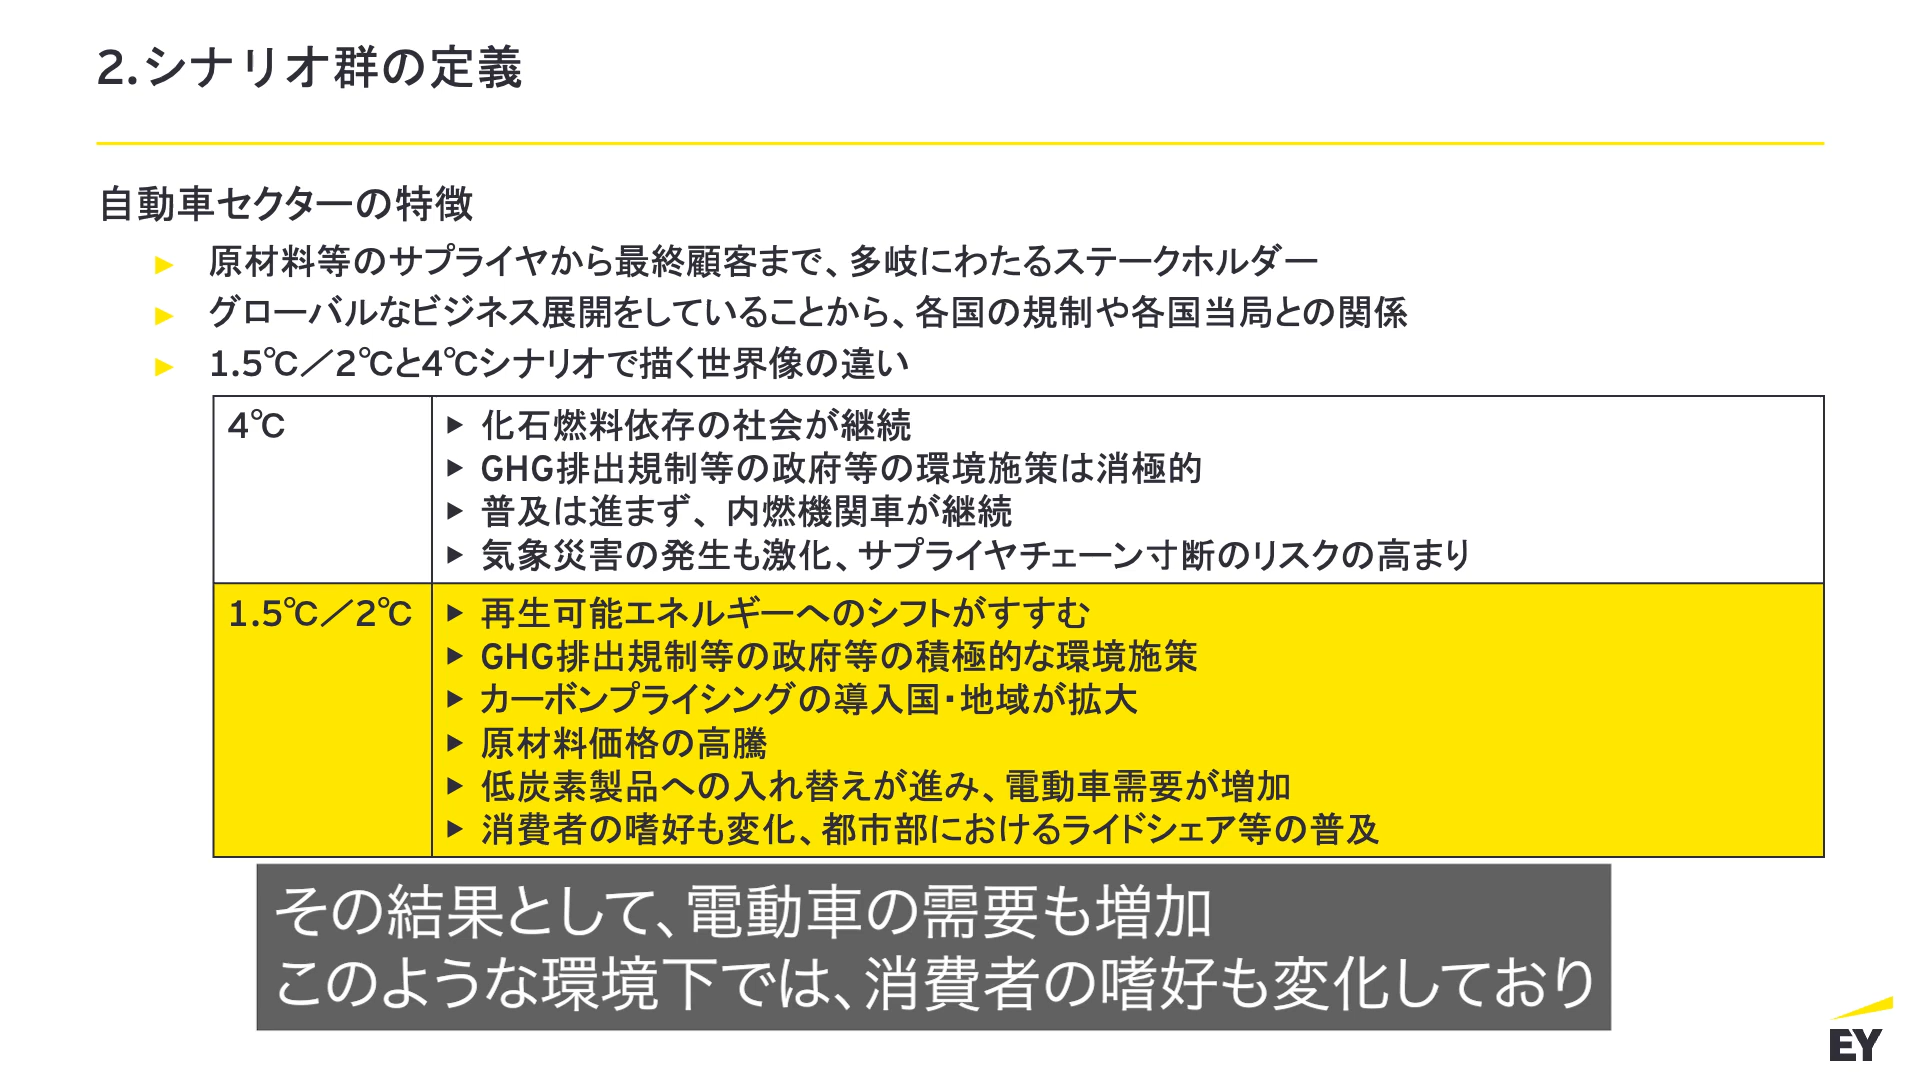 2.シナリオ群の定義
自動車セクターの特徴
► 原材料等のサプライヤから最終顧客まで、多岐にわたるステークホルダー
► グローバルなビジネス展開をしていることから、各国の規制や各国当局との関係
► 1.5℃／2℃と4℃シナリオで描く世界像の違い
4℃
► 化石燃料依存の社会が継続
► GHG排出規制等の政府等の環境施策は消極的
► 普及は進まず、内燃機関車が継続
► 気象災害の発生も激化、サプライヤチェーン寸断のリスクの高まり
1.5℃／2℃
► 再生可能エネルギーへのシフトがすすむ
► GHG排出規制等の政府等の積極的な環境施策
► カーボンプライシングの導入国・地域が拡大
► 原材料価格の高騰
► 低炭素製品への入れ替えが進み、電動車需要が増加
► 消費者の嗜好も変化、都市部におけるライドシェア等の普及
その結果として、電動車の需要も増加
このような環境下では、消費者の嗜好も変化しており
EY